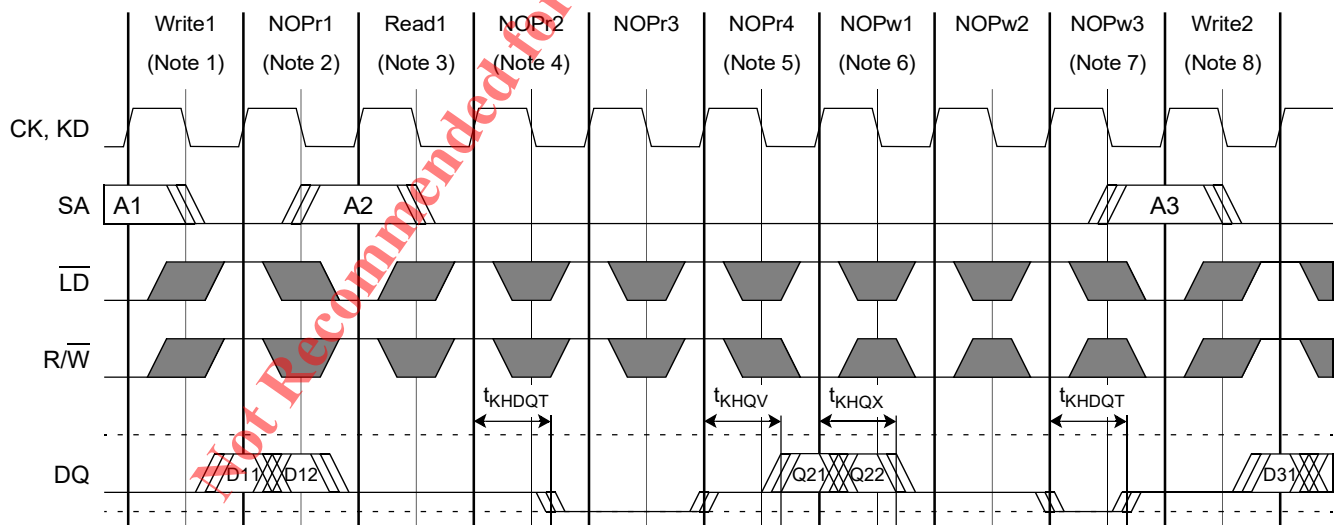 Write1 NOPr1 Read1 NOPr2 NOPr3 NOPr4 NOPw1 NOPw2 NOPw3 Write2
(Note 1) (Note 2) (Note 3) (Note 4) (Note 5) (Note 6) (Note 7) (Note 8)
CK, KD
SA A1 A2 A3
LD
R/W
tKHDQT tKHQV tKHQX tKHDQT
DQ D11 D12 Q21 Q22 D31
Not Recommended for